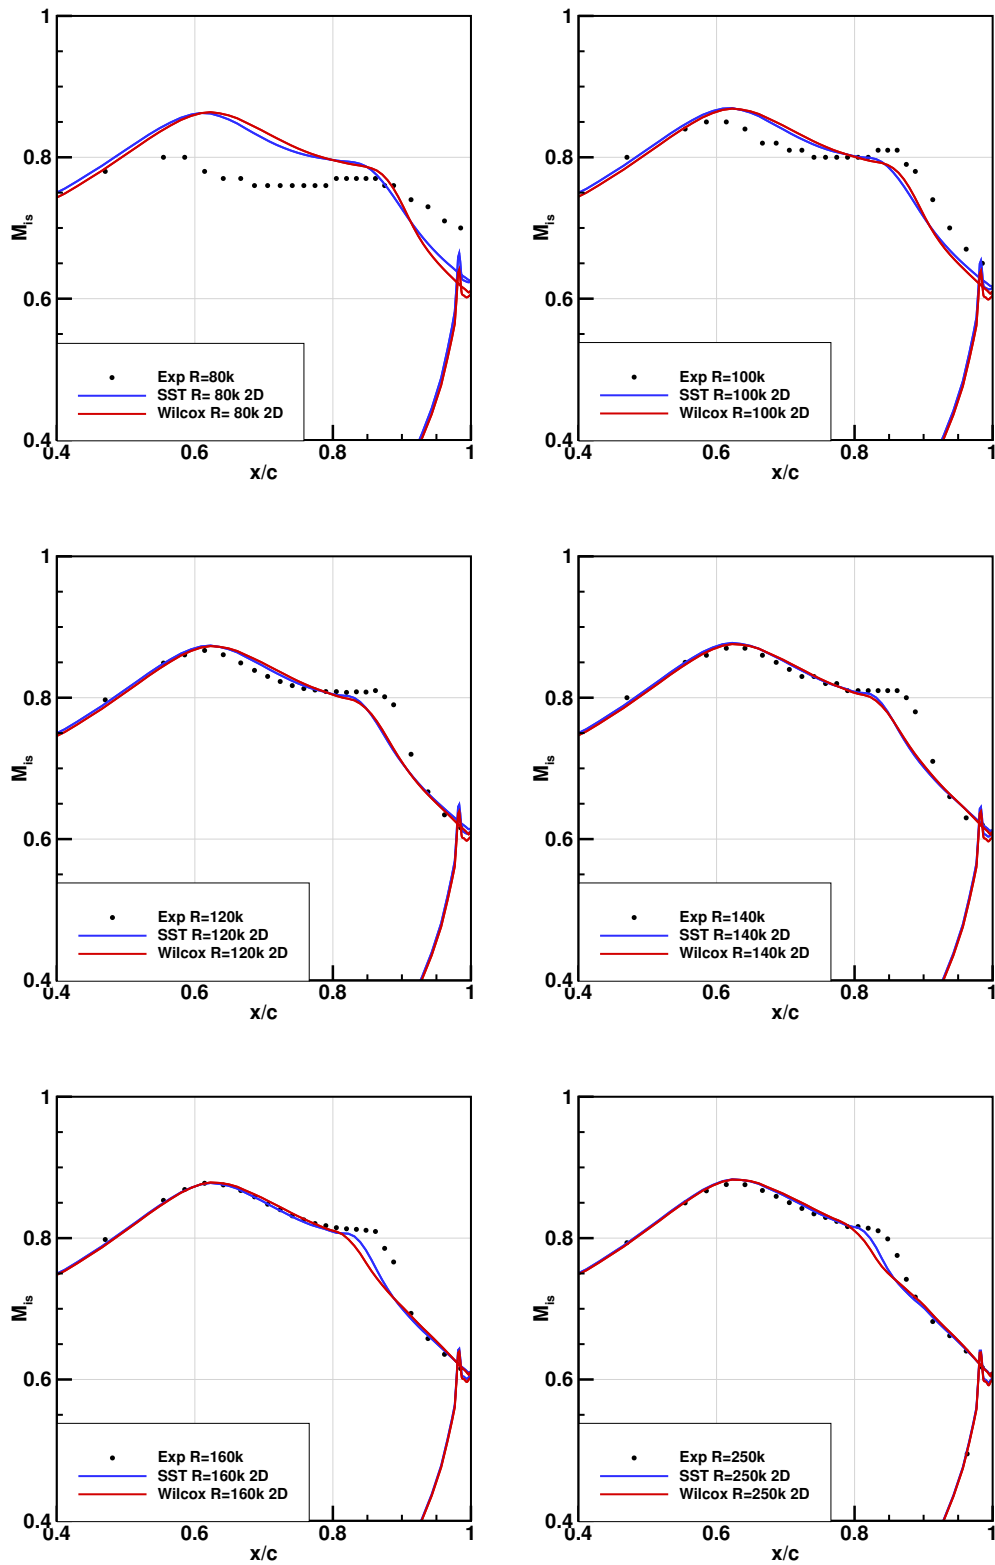 1
0.8
0.6
0.4
M_is
0.4 0.6 0.8 1
x/c
Exp R=80k
SST R= 80k 2D
Wilcox R= 80k 2D
1
0.8
0.6
0.4
M_is
0.4 0.6 0.8 1
x/c
Exp R=100k
SST R=100k 2D
Wilcox R=100k 2D
1
0.8
0.6
0.4
M_is
0.4 0.6 0.8 1
x/c
Exp R=120k
SST R=120k 2D
Wilcox R=120k 2D
1
0.8
0.6
0.4
M_is
0.4 0.6 0.8 1
x/c
Exp R=140k
SST R=140k 2D
Wilcox R=140k 2D
1
0.8
0.6
0.4
M_is
0.4 0.6 0.8 1
x/c
Exp R=160k
SST R=160k 2D
Wilcox R=160k 2D
1
0.8
0.6
0.4
M_is
0.4 0.6 0.8 1
x/c
Exp R=250k
SST R=250k 2D
Wilcox R=250k 2D